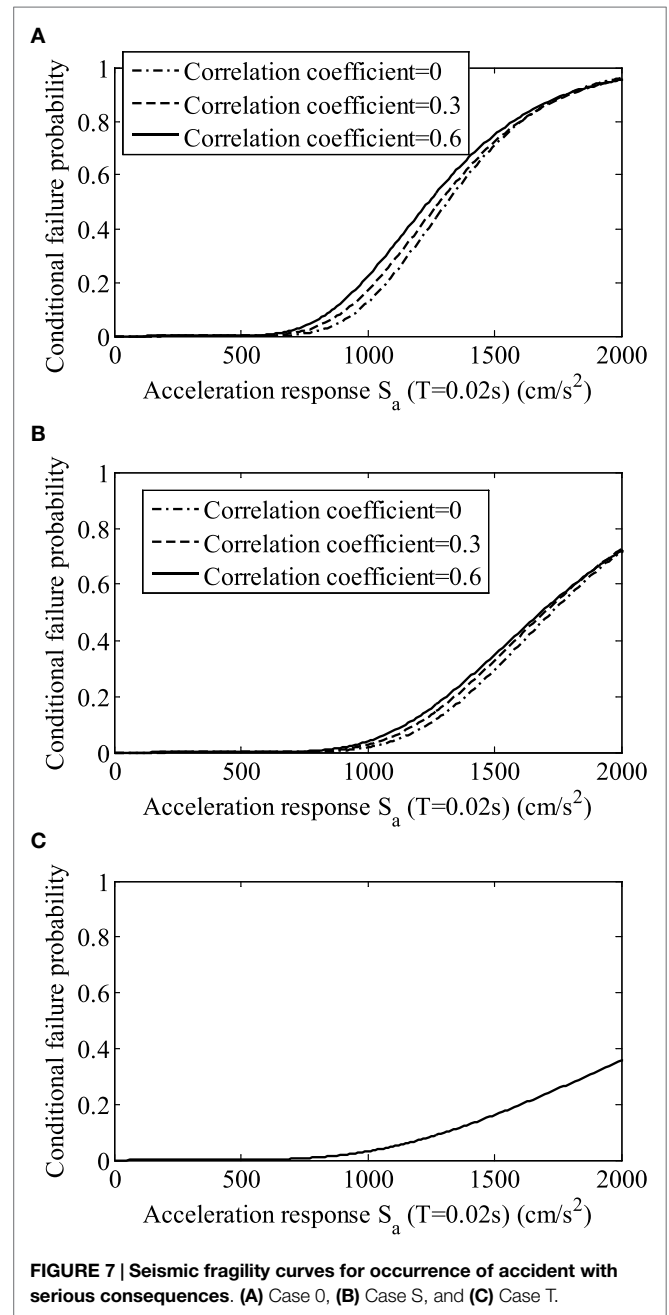 A
Correlation coefficient=0
Correlation coefficient=0.3
Correlation coefficient=0.6
Conditional failure probability
1
0.8
0.6
0.4
0.2
0
0 500 1000 1500 2000
Acceleration response Sa (T=0.02s) (cm/s²)
B
Correlation coefficient=0
Correlation coefficient=0.3
Correlation coefficient=0.6
Conditional failure probability
1
0.8
0.6
0.4
0.2
0
0 500 1000 1500 2000
Acceleration response Sa (T=0.02s) (cm/s²)
C
Conditional failure probability
1
0.8
0.6
0.4
0.2
0
0 500 1000 1500 2000
Acceleration response Sa (T=0.02s) (cm/s²)
FIGURE 7 | Seismic fragility curves for occurrence of accident with
serious consequences. (A) Case 0, (B) Case S, and (C) Case T.